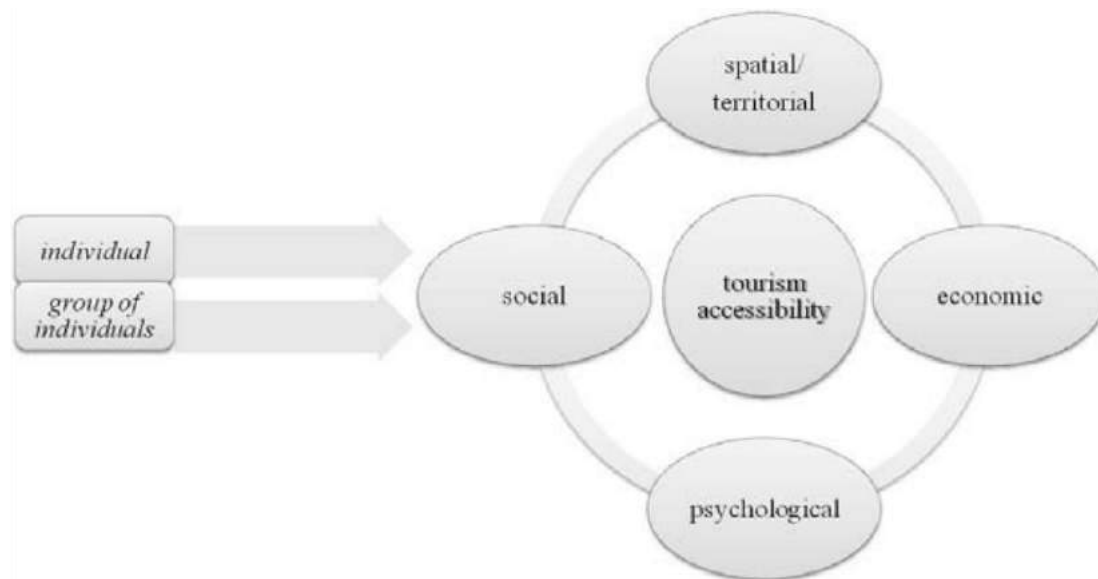 spatial/
territorial
individual
group of
individuals
social
tourism
accessibility
economic
psychological